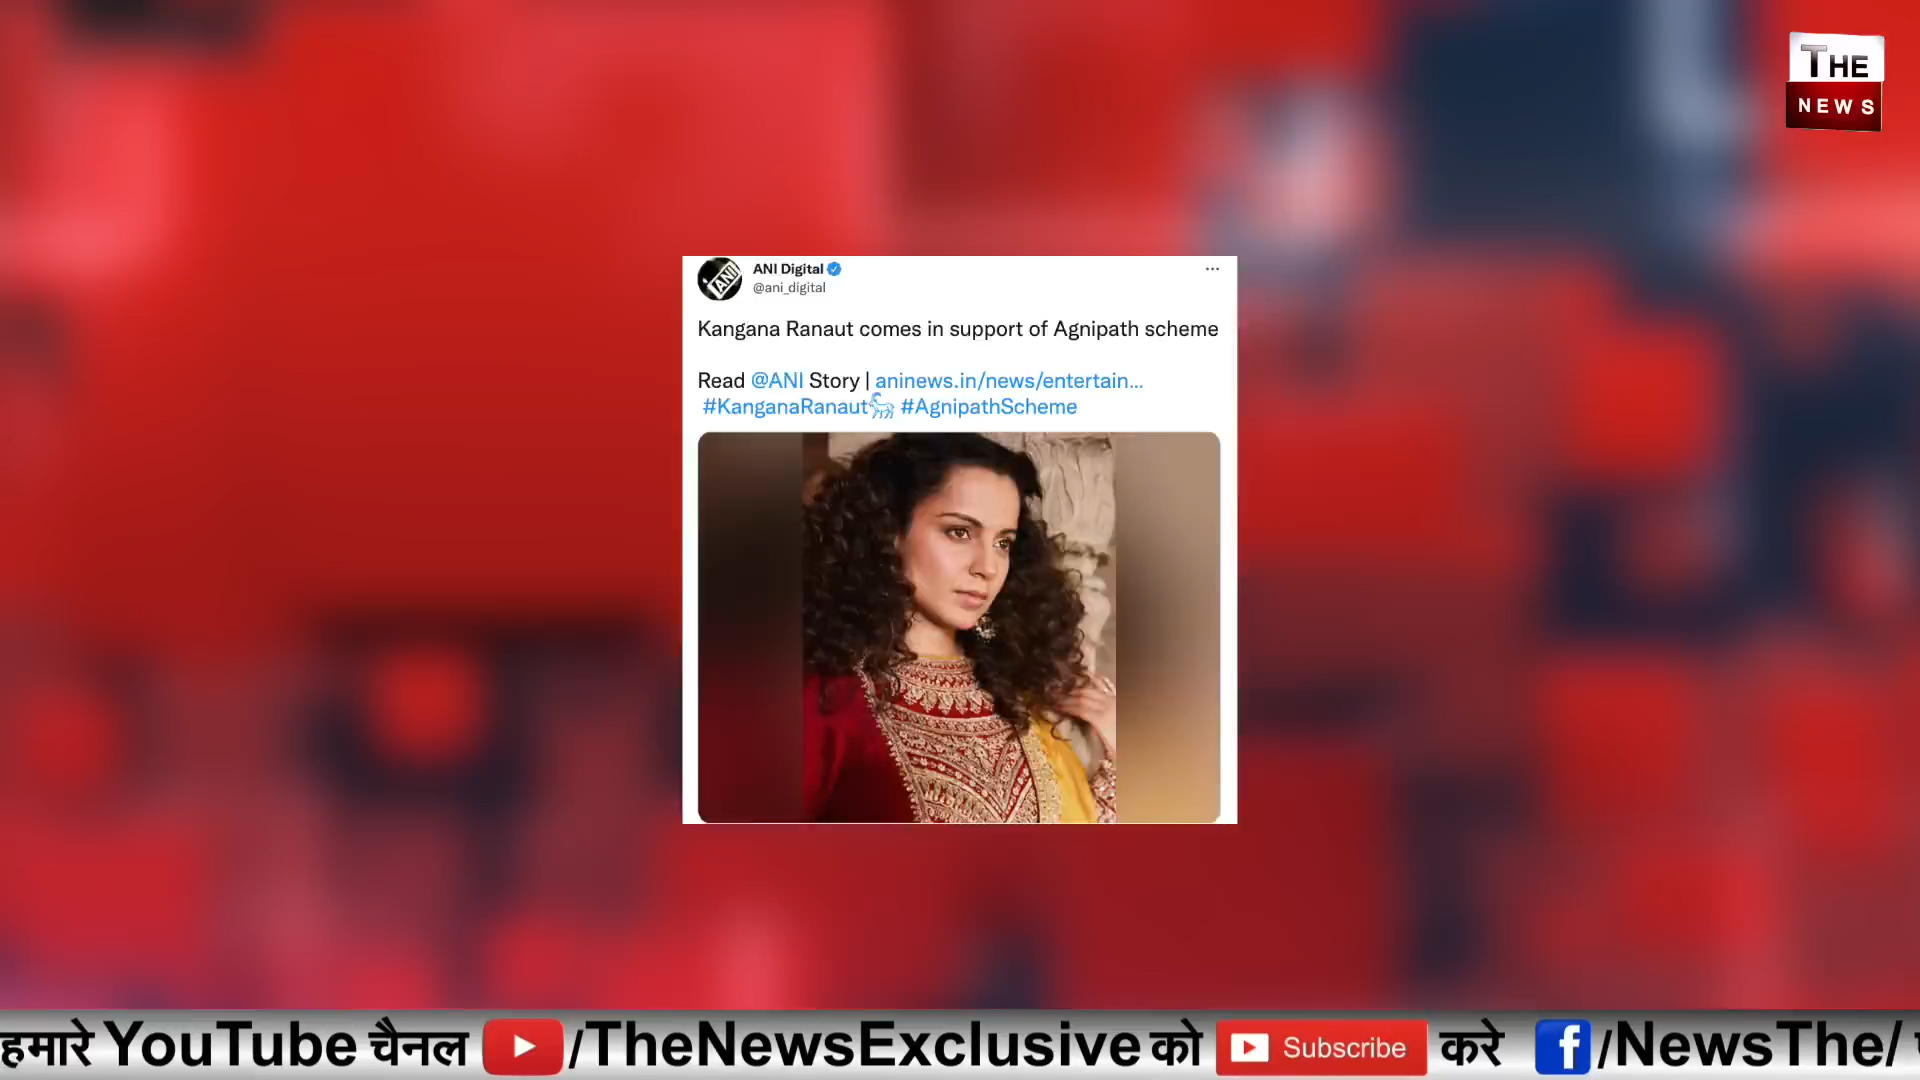 THE
NEWS
ANI
ANI Digital
@ani_digital
Kangana Ranaut comes in support of Agnipath scheme
Read @ANI Story | aninews.in/news/entertain...
#KanganaRanaut #AgnipathScheme
हमारे YouTube चैनल /TheNewsExclusive को Subscribe करे f/NewsThe/